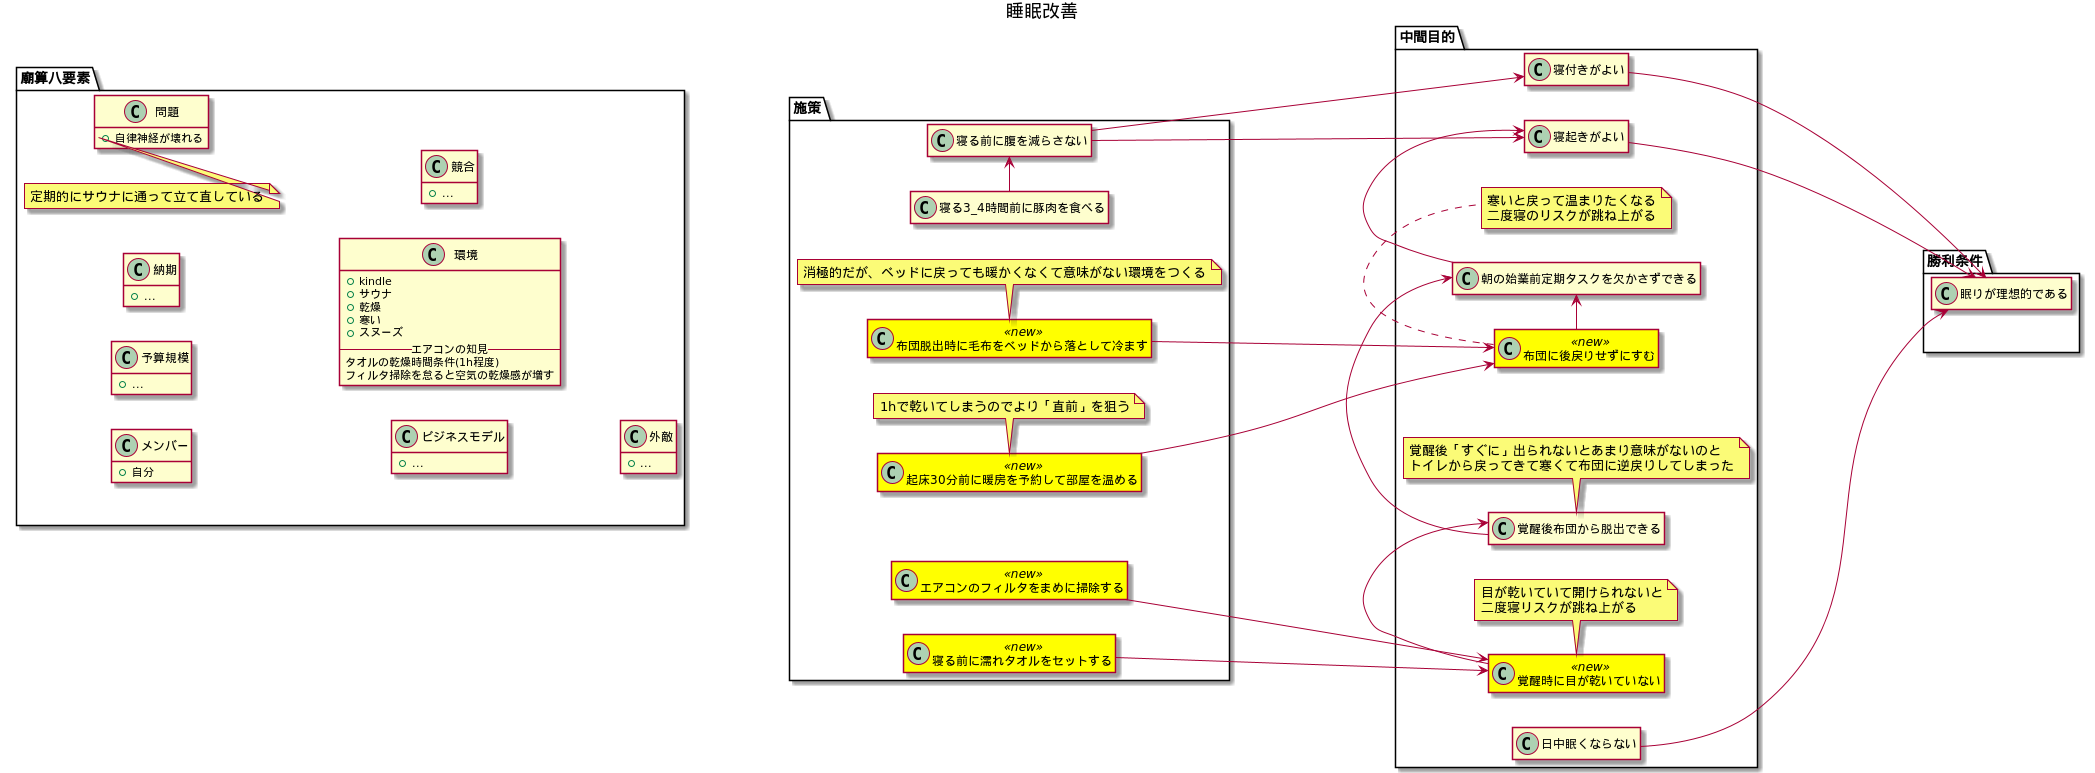 睡眠改善
廟算八要素
C 問題
自律神経が壊れる
定期的にサウナに通って立て直している
C 競合
...
C 納期
...
C 環境
kindle
サウナ
乾燥
寒い
スヌーズ
エアコンの知見
タオルの乾燥時間条件(1h程度)
フィルタ掃除を怠ると空気の乾燥感が増す
C 予算規模
...
C メンバー
自分
C ビジネスモデル
...
C 外敵
...
施策
C 寝る前に腹を減らさない
C 寝る3_4時間前に豚肉を食べる
消極的だが、ベッドに戻っても暖かくなくて意味がない環境をつくる
C «new»
布団脱出時に毛布をベッドから落として冷ます
1hで乾いてしまうのでより「直前」を狙う
C «new»
起床30分前に暖房を予約して部屋を温める
C «new»
エアコンのフィルタをまめに掃除する
C «new»
寝る前に濡れタオルをセットする
中間目的
C 寝付きがよい
C 寝起きがよい
寒いと戻って温まりたくなる
二度寝のリスクが跳ね上がる
C 朝の始業前定期タスクを欠かさずできる
C «new»
布団に後戻りせずにすむ
覚醒後「すぐに」出られないとあまり意味がないのと
トイレから戻ってきて寒くて布団に逆戻りしてしまった
C 覚醒後布団から脱出できる
目が乾いていて開けられないと
二度寝リスクが跳ね上がる
C «new»
覚醒時に目が乾いていない
C 日中眠くならない
勝利条件
C 眠りが理想的である